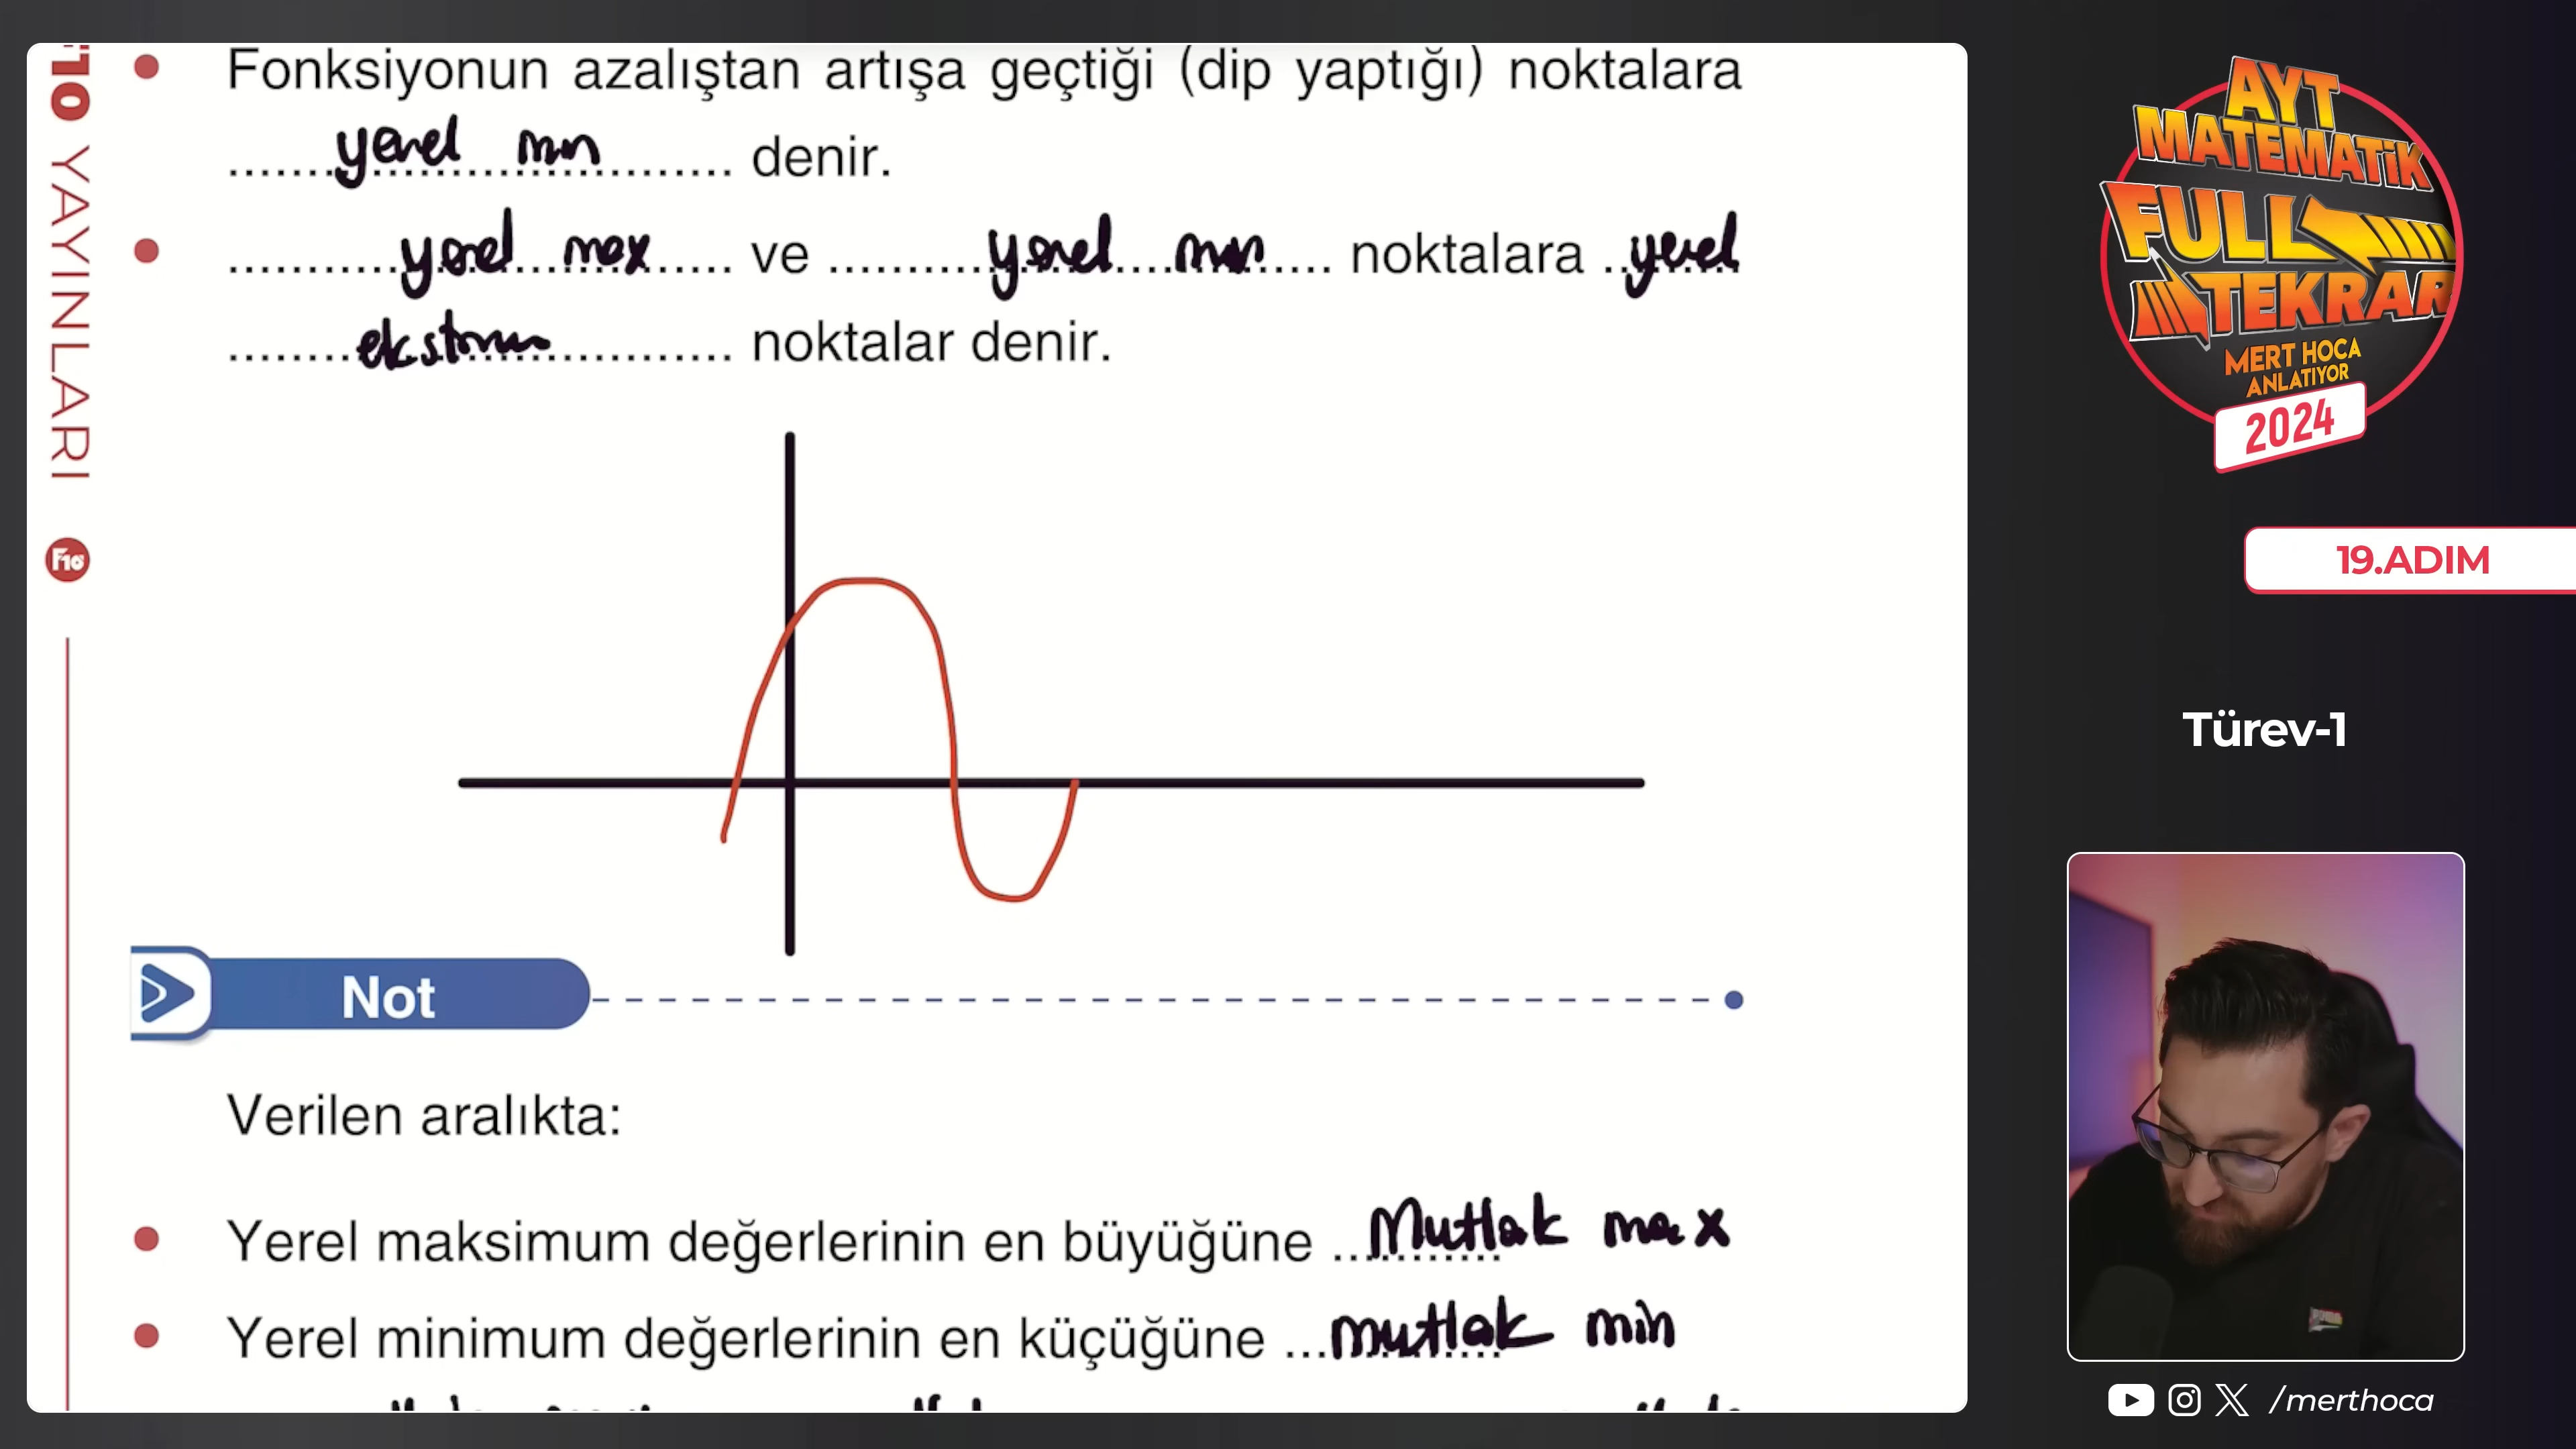 F10 YAYINLARI
F10
Fonksiyonun azalıştan artışa geçtiği (dip yaptığı) noktalara
yerel min denir.
yerel max ve yerel min noktalara yerel
ekstrem noktalar denir.
Not
Verilen aralıkta:
Yerel maksimum değerlerinin en büyüğüne ... Mutlak max
Yerel minimum değerlerinin en küçüğüne ... mutlak min
AYT
MATEMATİK
FULL
TEKRAR
MERT HOCA
ANLATIYOR
2024
19.ADIM
Türev-1
/merthoca